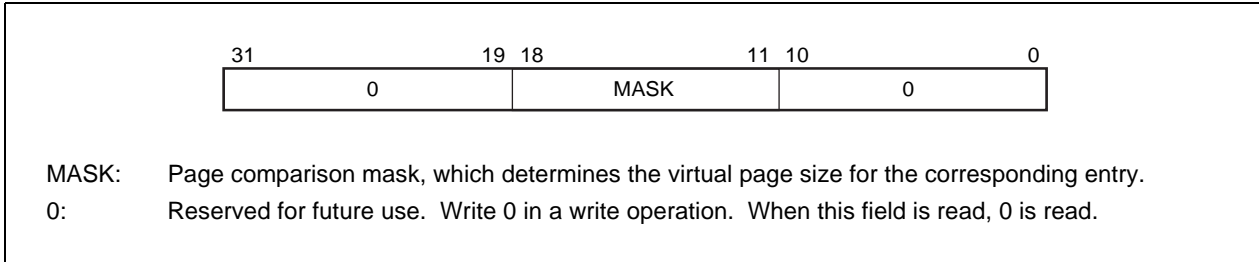 31 19 18 11 10 0
0 MASK 0
MASK: Page comparison mask, which determines the virtual page size for the corresponding entry.
0: Reserved for future use. Write 0 in a write operation. When this field is read, 0 is read.